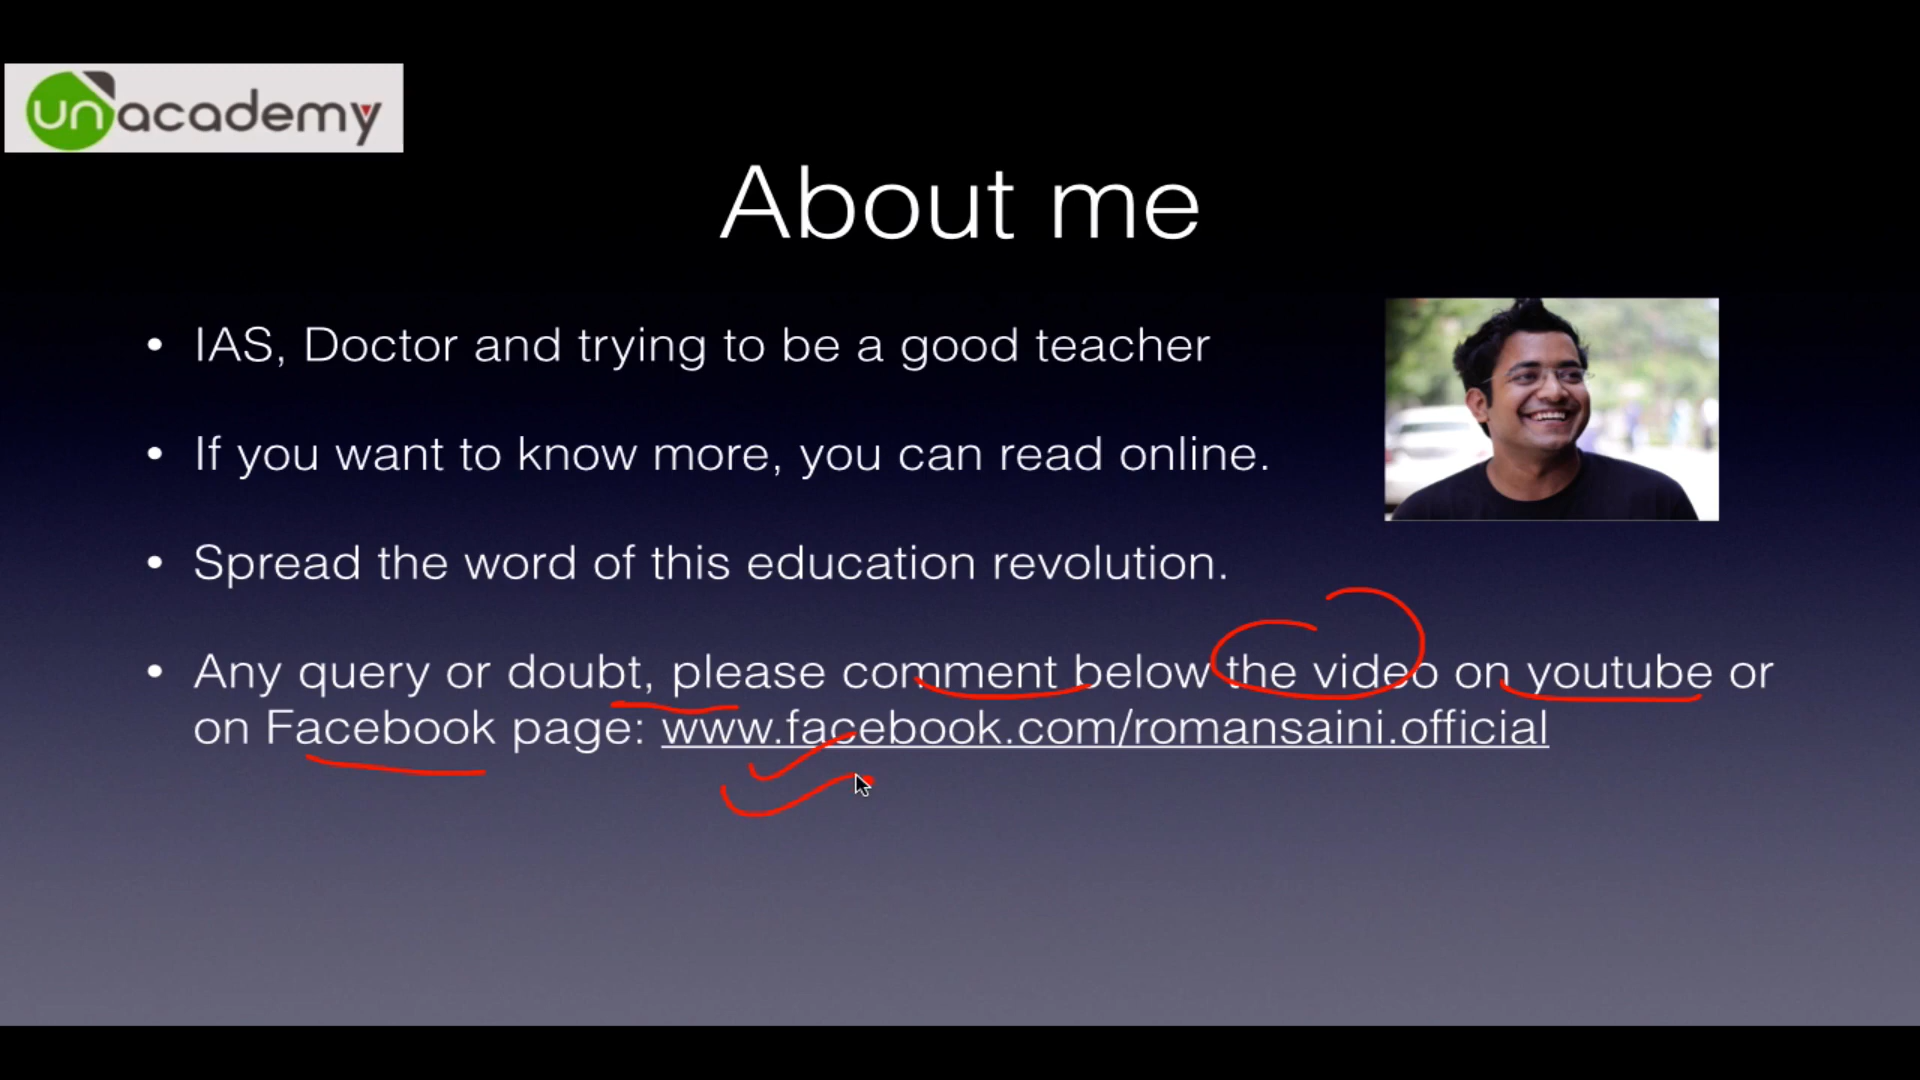 unacademy
About me
• IAS, Doctor and trying to be a good teacher
• If you want to know more, you can read online.
• Spread the word of this education revolution.
• Any query or doubt, please comment below the video on youtube or
on Facebook page: www.facebook.com/romansaini.official